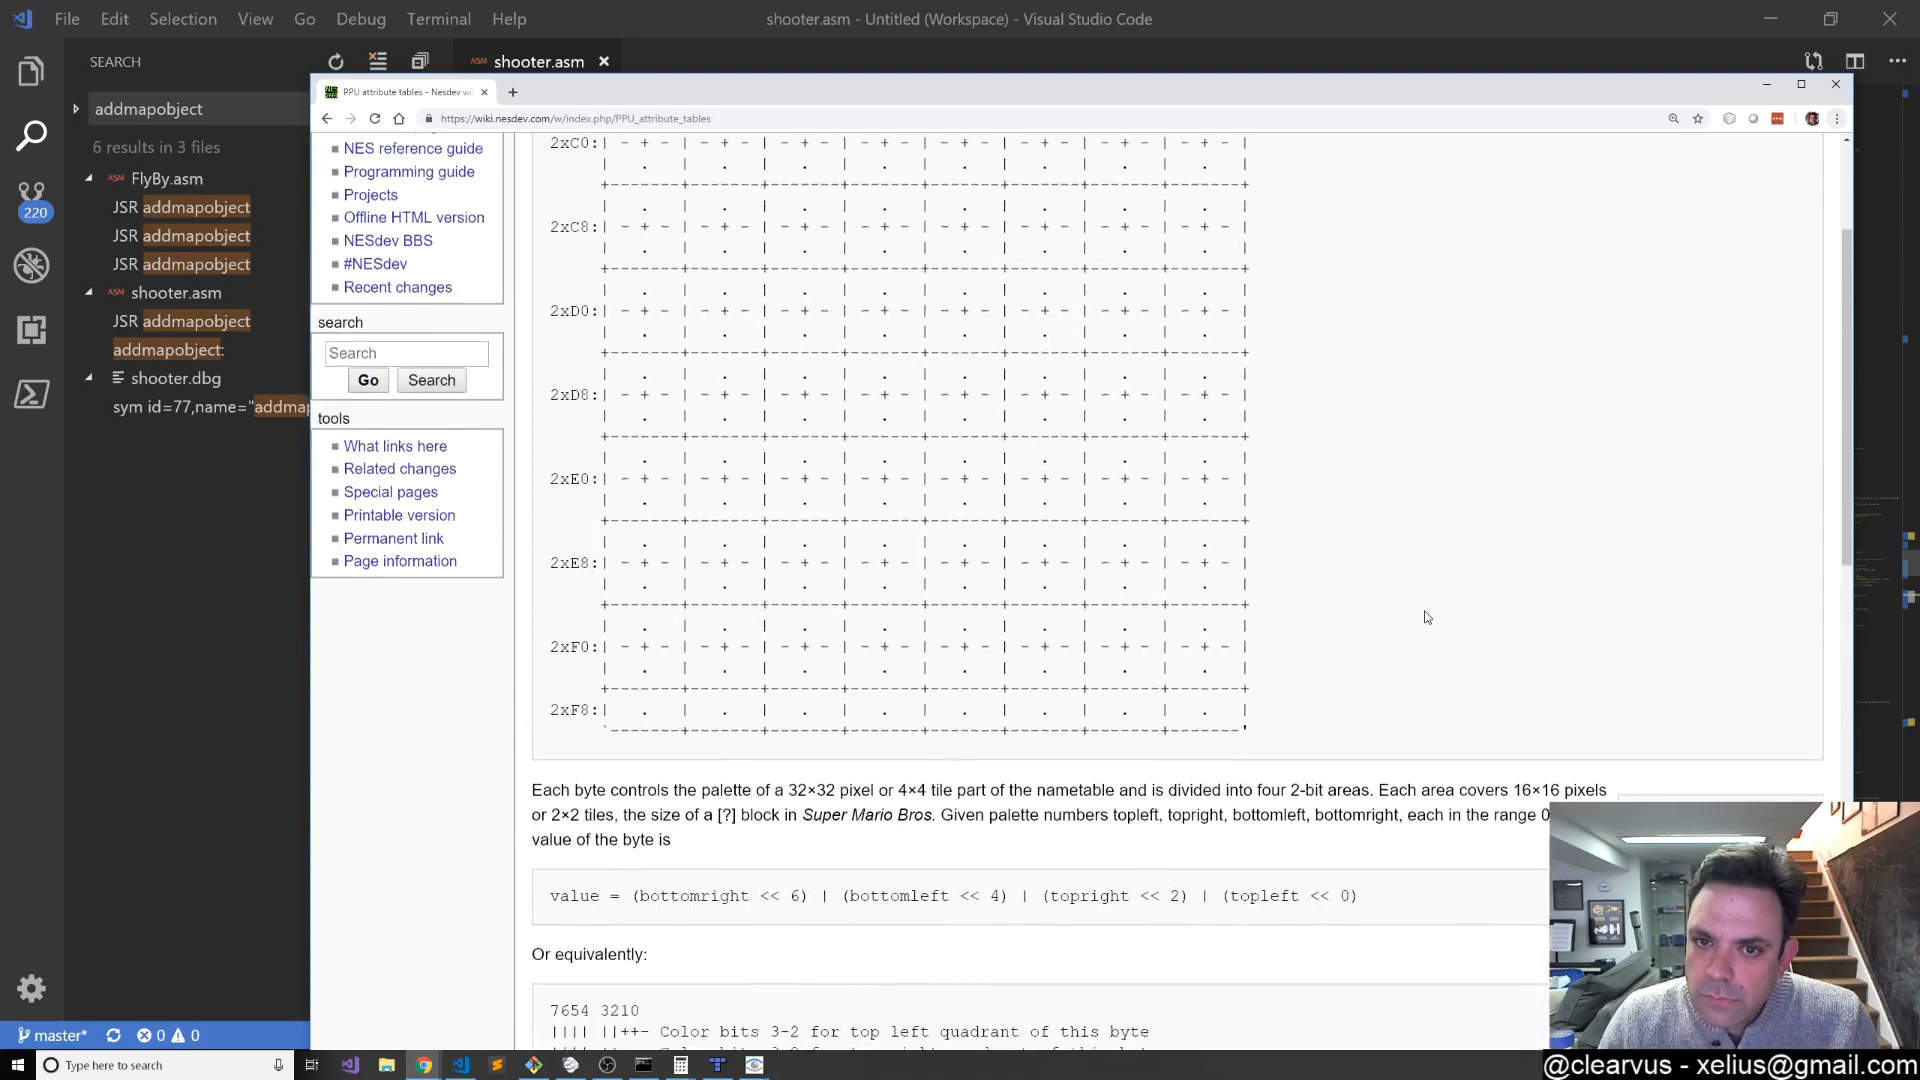 File Edit Selection View Go Debug Terminal Help
shooter.asm - Untitled (Workspace) - Visual Studio Code
SEARCH
ASM shooter.asm
addmapobject
6 results in 3 files
ASM FlyBy.asm
JSR addmapobject
JSR addmapobject
JSR addmapobject
ASM shooter.asm
JSR addmapobject
addmapobject:
shooter.dbg
sym id=77,name="addmap
220
master* 0 0
PPU attribute tables - Nesdev wi
https://wiki.nesdev.com/w/index.php/PPU_attribute_tables
NES reference guide
Programming guide
Projects
Offline HTML version
NESdev BBS
#NESdev
Recent changes
search
Search
Go Search
tools
What links here
Related changes
Special pages
Printable version
Permanent link
Page information
2xC0:| - + - | - + - | - + - | - + - | - + - | - + - | - + - | - + - |
2xC8:| - + - | - + - | - + - | - + - | - + - | - + - | - + - | - + - |
2xD0:| - + - | - + - | - + - | - + - | - + - | - + - | - + - | - + - |
2xD8:| - + - | - + - | - + - | - + - | - + - | - + - | - + - | - + - |
2xE0:| - + - | - + - | - + - | - + - | - + - | - + - | - + - | - + - |
2xE8:| - + - | - + - | - + - | - + - | - + - | - + - | - + - | - + - |
2xF0:| - + - | - + - | - + - | - + - | - + - | - + - | - + - | - + - |
2xF8:| . | . | . | . | . | . | . | . |
Each byte controls the palette of a 32×32 pixel or 4×4 tile part of the nametable and is divided into four 2-bit areas. Each area covers 16×16 pixels
or 2×2 tiles, the size of a [?] block in Super Mario Bros. Given palette numbers topleft, topright, bottomleft, bottomright, each in the range 0
value of the byte is
value = (bottomright << 6) | (bottomleft << 4) | (topright << 2) | (topleft << 0)
Or equivalently:
7654 3210
|||| ||++- Color bits 3-2 for top left quadrant of this byte
Type here to search
@clearvus - xelius@gmail.com